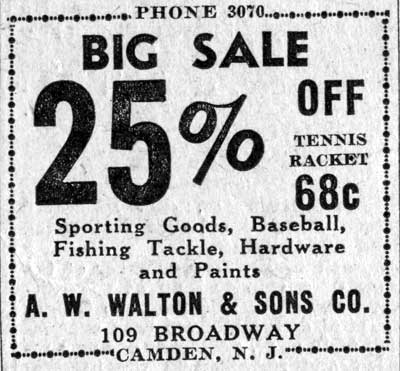 PHONE 3070
BIG SALE
25% OFF
TENNIS
RACKET
68c
Sporting Goods, Baseball,
Fishing Tackle, Hardware
and Paints
A. W. WALTON & SONS CO.
109 BROADWAY
CAMDEN, N. J.